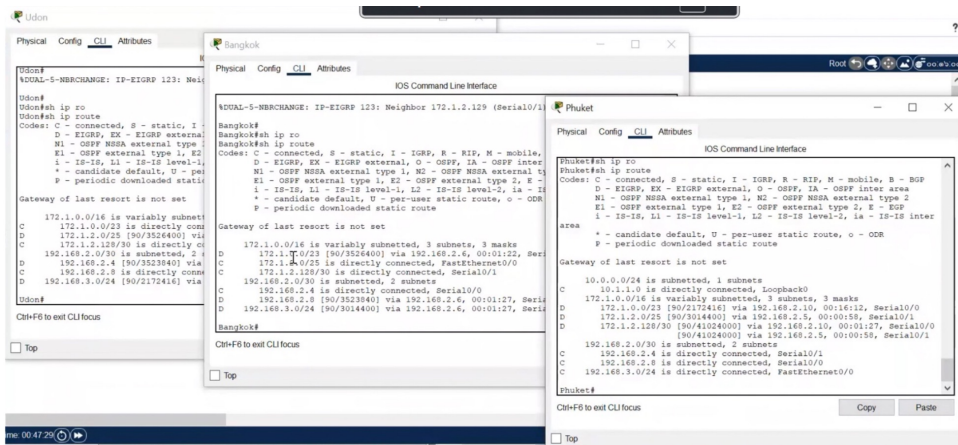 Udon
Physical Config CLI Attributes
Udon#
%DUAL-5-NBRCHANGE: IP-EIGRP 123:
Udon#
Udon#sh ip ro
Udon#sh ip route
Codes: C - connected, S - static, I -
D - EIGRP, EX - EIGRP
N1 - OSPF NSSA external type
E1 - OSPF external type 1, E2
i - IS-IS, L1 - IS-IS level-1,
* - candidate default, U -
P - periodic downloaded
Gateway of last resort is not set
172.1.0.0/16 is variably
C 172.1.0.0/23 is directly
D 172.1.2.0/25 [90/3526400] via
C 172.1.2.128/30 is directly
192.168.2.0/30 is subnetted, 2
D 192.168.2.4 [90/3523840] via
C 192.168.2.8 is directly
D 192.168.3.0/24 [90/2172416] via
Udon#
Ctrl+F6 to exit CLI focus
Top
Time: 00:47:29
Bangkok
Physical Config CLI Attributes
IOS Command Line Interface
%DUAL-5-NBRCHANGE: IP-EIGRP 123: Neighbor 172.1.2.129 (Serial0/1)
Bangkok#
Bangkok#sh ip ro
Bangkok#sh ip route
Codes: C - connected, S - static, I - IGRP, R - RIP, M - mobile,
D - EIGRP, EX - EIGRP external, O - OSPF, IA - OSPF inter
N1 - OSPF NSSA external type 1, N2 - OSPF NSSA external
E1 - OSPF external type 1, E2 - OSPF external type 2, E -
i - IS-IS, L1 - IS-IS level-1, L2 - IS-IS level-2, ia -
* - candidate default, U - per-user static route, o - ODR
P - periodic downloaded static route
Gateway of last resort is not set
172.1.0.0/16 is variably subnetted, 3 subnets, 3 masks
D 172.1.0.0/23 [90/3526400] via 192.168.2.6, 00:01:22,
C 172.1.2.0/25 is directly connected, FastEthernet0/0
C 172.1.2.128/30 is directly connected, Serial0/1
192.168.2.0/30 is subnetted, 2 subnets
C 192.168.2.4 is directly connected, Serial0/0
D 192.168.2.8 [90/3523840] via 192.168.2.6, 00:01:27,
D 192.168.3.0/24 [90/3014400] via 192.168.2.6, 00:01:27,
Bangkok#
Ctrl+F6 to exit CLI focus
Top
Root
Phuket
Physical Config CLI Attributes
IOS Command Line Interface
Phuket#sh ip ro
Phuket#sh ip route
Codes: C - connected, S - static, I - IGRP, R - RIP, M - mobile, B - BGP
D - EIGRP, EX - EIGRP external, O - OSPF, IA - OSPF inter area
N1 - OSPF NSSA external type 1, N2 - OSPF NSSA external type 2
E1 - OSPF external type 1, E2 - OSPF external type 2, E - EGP
i - IS-IS, L1 - IS-IS level-1, L2 - IS-IS level-2, ia - IS-IS inter
area
* - candidate default, U - per-user static route, o - ODR
P - periodic downloaded static route
Gateway of last resort is not set
10.0.0.0/24 is subnetted, 1 subnets
C 10.1.1.0 is directly connected, Loopback0
172.1.0.0/16 is variably subnetted, 3 subnets, 3 masks
D 172.1.0.0/23 [90/2172416] via 192.168.2.10, 00:16:12, Serial0/0
D 172.1.2.0/25 [90/3014400] via 192.168.2.5, 00:00:58, Serial0/1
D 172.1.2.128/30 [90/41024000] via 192.168.2.10, 00:01:27, Serial0/0
[90/41024000] via 192.168.2.5, 00:00:58, Serial0/1
192.168.2.0/30 is subnetted, 2 subnets
C 192.168.2.4 is directly connected, Serial0/1
C 192.168.2.8 is directly connected, Serial0/0
C 192.168.3.0/24 is directly connected, FastEthernet0/0
Phuket#
Ctrl+F6 to exit CLI focus
Copy Paste
Top